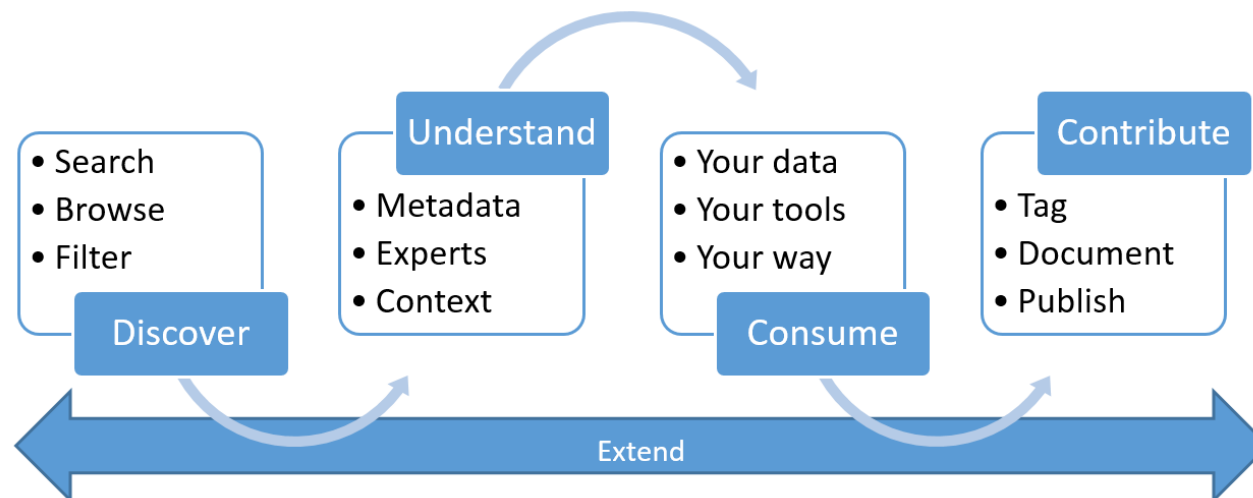 • Search
• Browse
• Filter
Discover
Understand
• Metadata
• Experts
• Context
• Your data
• Your tools
• Your way
Consume
Contribute
• Tag
• Document
• Publish
Extend